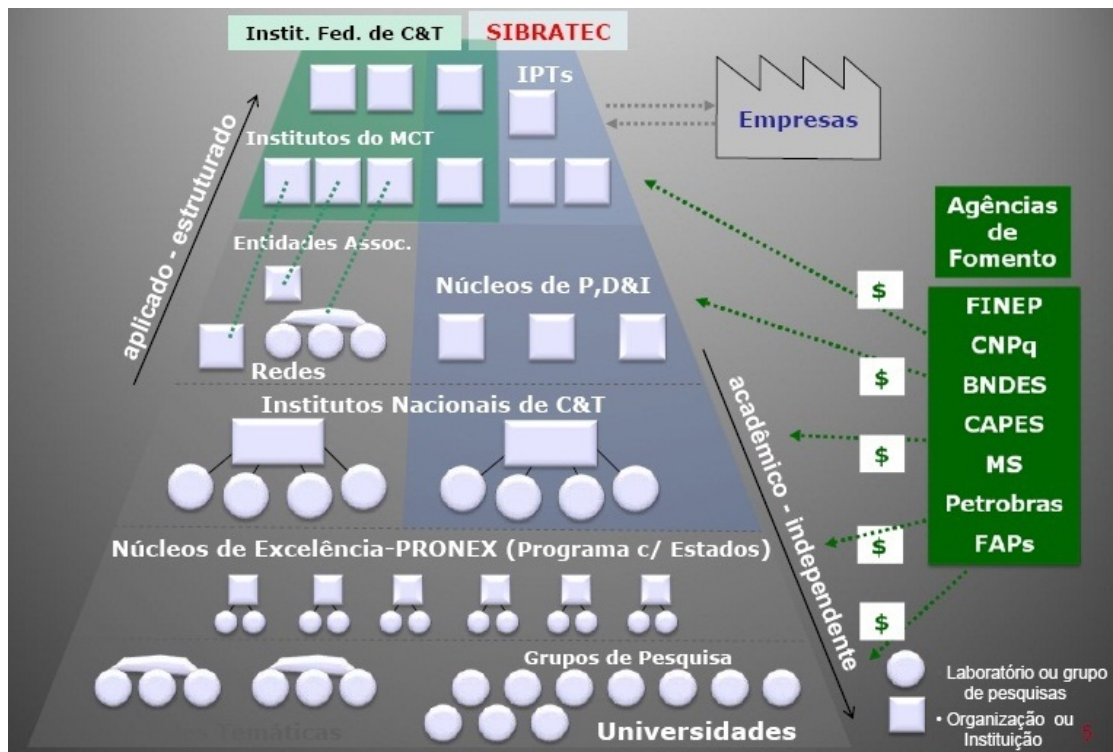 Instit. Fed. de C&T
SIBRATEC
IPTs
Empresas
Institutos do MCT
aplicado - estruturado
Entidades Assoc.
Núcleos de P,D&I
Redes
Institutos Nacionais de C&T
acadêmico - independente
Núcleos de Excelência-PRONEX (Programa c/ Estados)
Grupos de Pesquisa
Temáticas
Universidades
Agências
de
Fomento
FINEP
CNPq
BNDES
CAPES
MS
Petrobras
FAPs
$
$
$
$
$
Laboratório ou grupo
de pesquisas
• Organização ou
Instituição
5